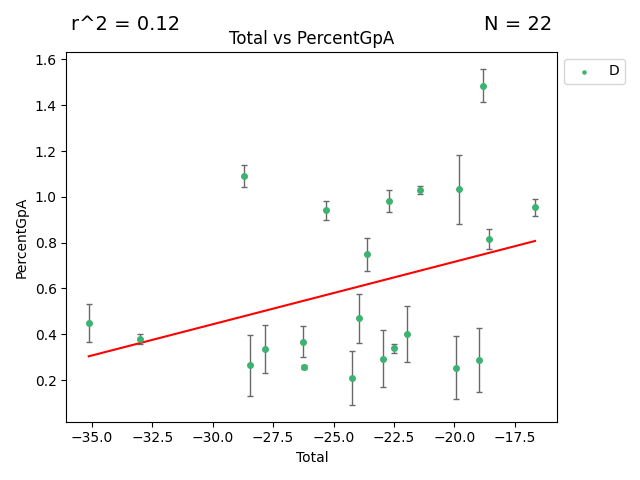 r^2 = 0.12
N = 22
Total vs PercentGpA
D
PercentGpA
1.6
1.4
1.2
1.0
0.8
0.6
0.4
0.2
−35.0
−32.5
−30.0
−27.5
−25.0
−22.5
−20.0
−17.5
Total